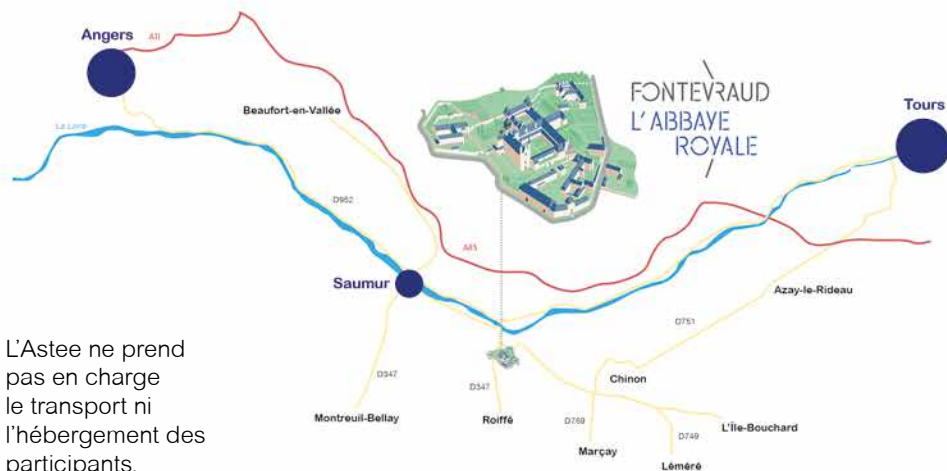 Angers
A11
Beaufort-en-Vallée
FONTEVRAUD
L'ABBAYE
ROYALE
Tours
La Loire
D952
A85
Saumur
Azay-le-Rideau
D751
L'Astee ne prend
pas en charge
le transport ni
l'hébergement des
participants.
D347
D347
Chinon
Montreuil-Bellay
Roiffé
D769
L'Île-Bouchard
D749
Marçay
Léméré